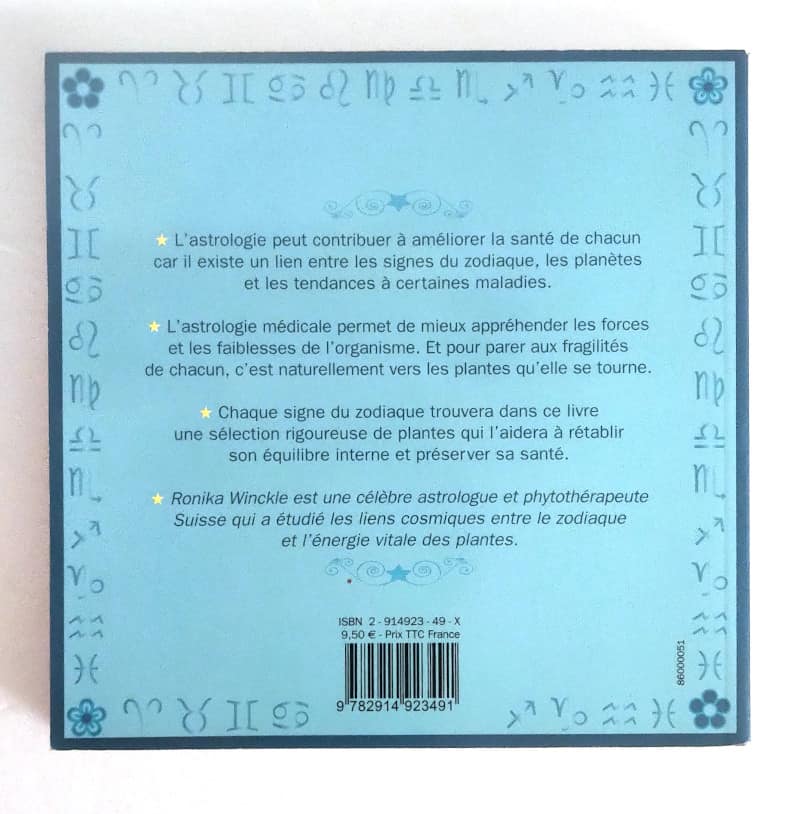 ★ L'astrologie peut contribuer à améliorer la santé de chacun
car il existe un lien entre les signes du zodiaque, les planètes
et les tendances à certaines maladies.
★ L'astrologie médicale permet de mieux appréhender les forces
et les faiblesses de l'organisme. Et pour parer aux fragilités
de chacun, c'est naturellement vers les plantes qu'elle se tourne.
★ Chaque signe du zodiaque trouvera dans ce livre
une sélection rigoureuse de plantes qui l'aidera à rétablir
son équilibre interne et préserver sa santé.
★ Ronika Winckle est une célèbre astrologue et phytothérapeute
Suisse qui a étudié les liens cosmiques entre le zodiaque
et l'énergie vitale des plantes.
ISBN 2-914923-49-X
9,50 € - Prix TTC France
9 782914 923491
86000051